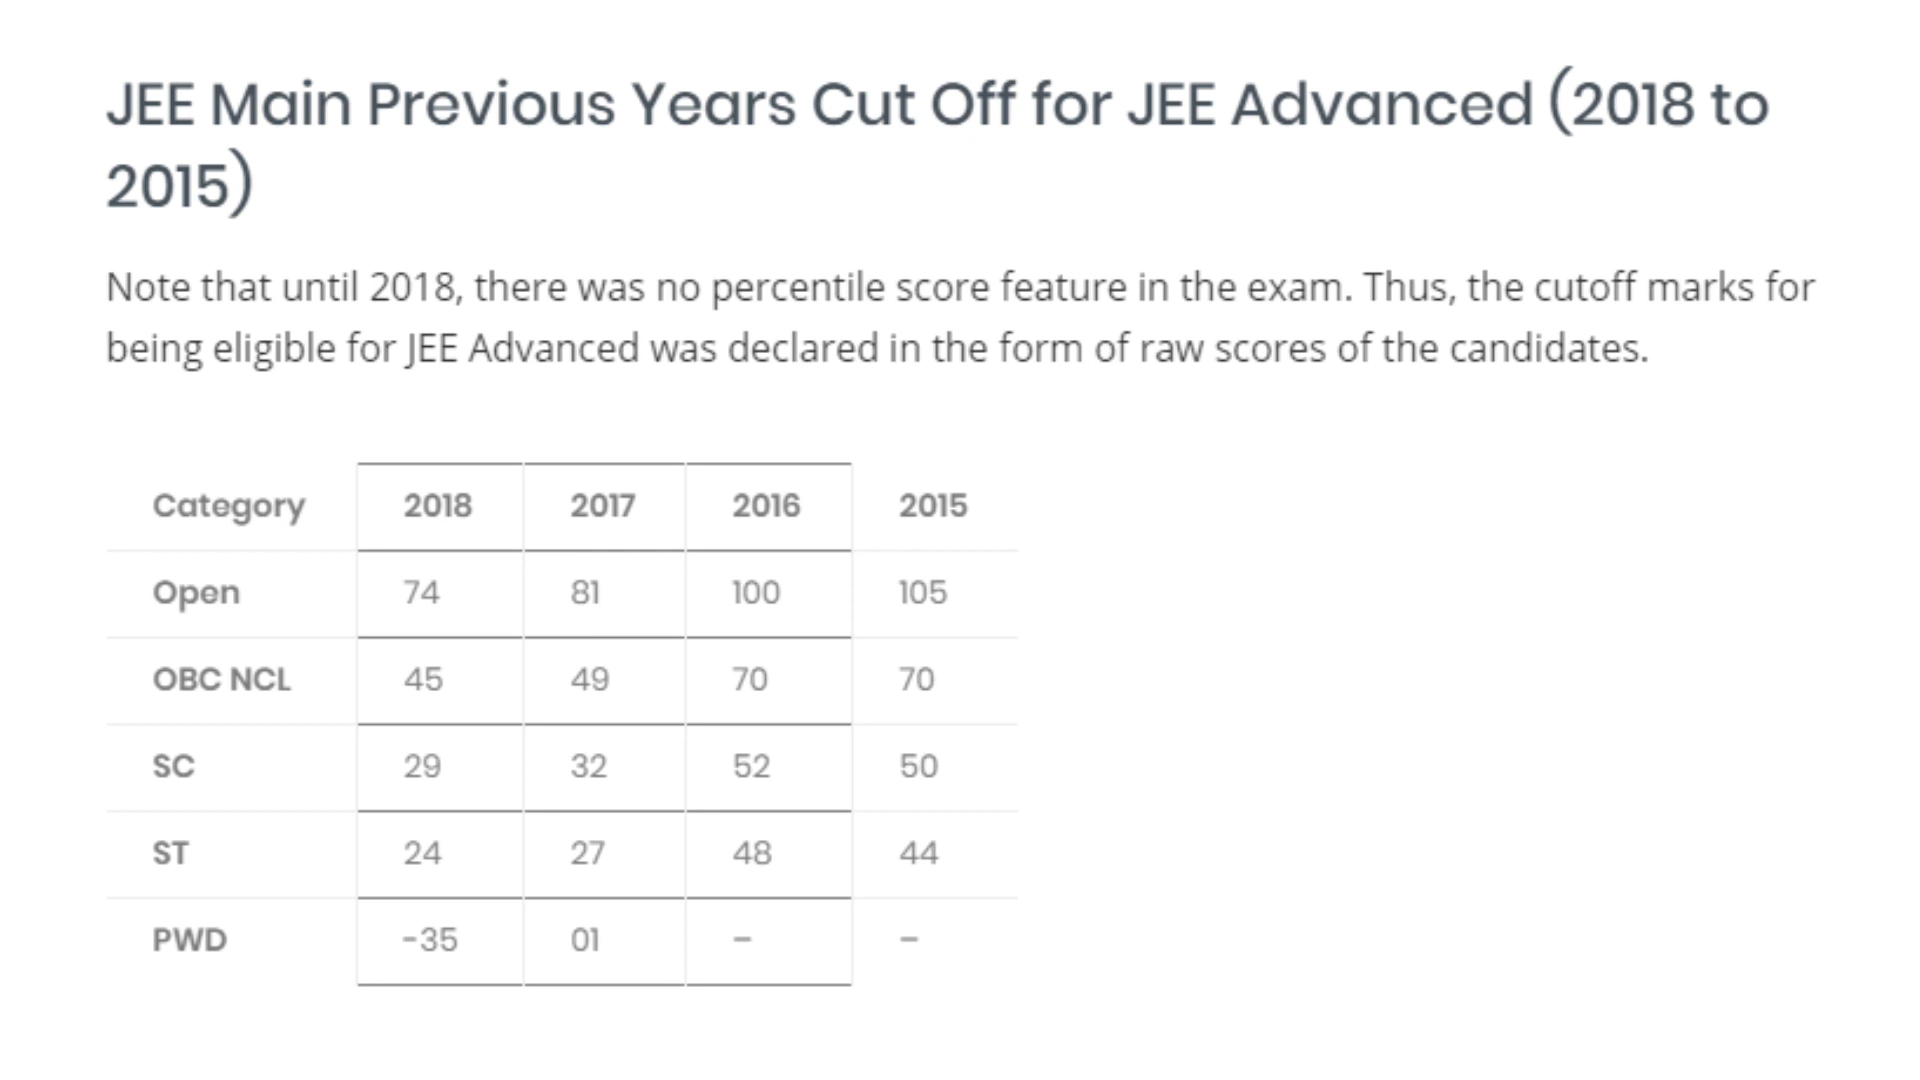 JEE Main Previous Years Cut Off for JEE Advanced (2018 to
2015)
Note that until 2018, there was no percentile score feature in the exam. Thus, the cutoff marks for
being eligible for JEE Advanced was declared in the form of raw scores of the candidates.
Category 2018 2017 2016 2015
Open 74 81 100 105
OBC NCL 45 49 70 70
SC 29 32 52 50
ST 24 27 48 44
PWD -35 01 – –